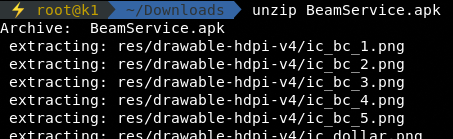 ⚡ root@k1 ~/Downloads unzip BeamService.apk
Archive:  BeamService.apk
 extracting: res/drawable-hdpi-v4/ic_bc_1.png
 extracting: res/drawable-hdpi-v4/ic_bc_2.png
 extracting: res/drawable-hdpi-v4/ic_bc_3.png
 extracting: res/drawable-hdpi-v4/ic_bc_4.png
 extracting: res/drawable-hdpi-v4/ic_bc_5.png
 extracting: res/drawable-hdpi-v4/ic_dollar.png